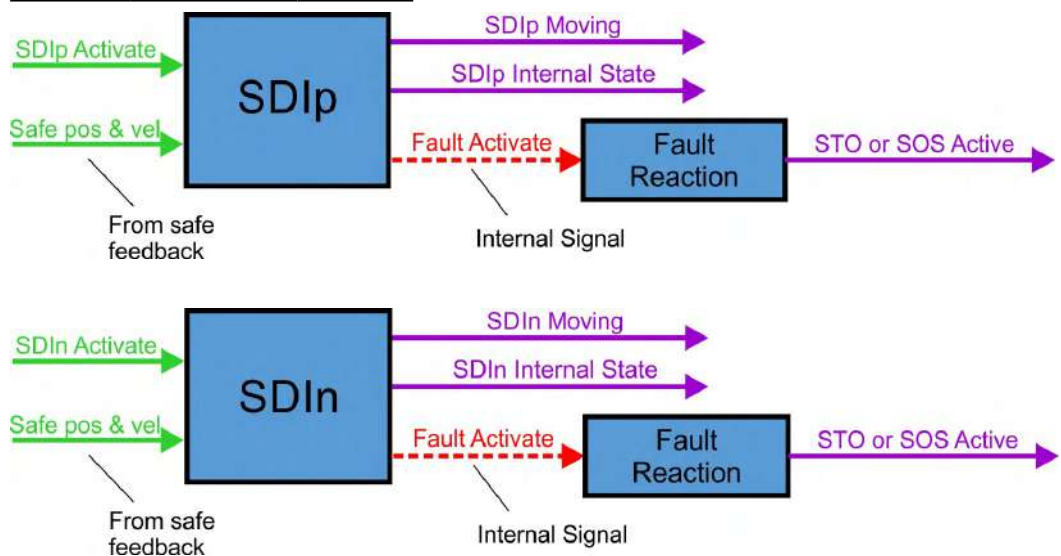 SDIp Activate
Safe pos & vel
From safe
feedback
SDIp
SDIp Moving
SDIp Internal State
Fault Activate
Internal Signal
Fault
Reaction
STO or SOS Active
SDIn Activate
Safe pos & vel
From safe
feedback
SDIn
SDIn Moving
SDIn Internal State
Fault Activate
Internal Signal
Fault
Reaction
STO or SOS Active